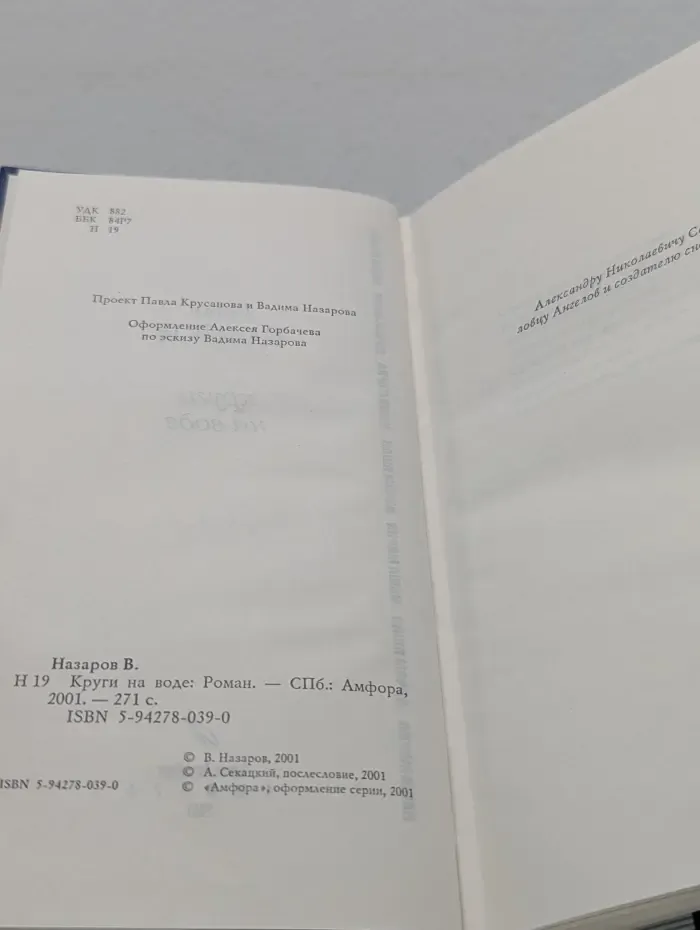 УДК 882
ББК 84Р7
Н 19
Проект Павла Крусанова и Вадима Назарова
Оформление Алексея Горбачева
по эскизу Вадима Назарова
Назаров В.
Н 19 Круги на воде: Роман. — СПб.: Амфора,
2001. — 271 с.
ISBN 5-94278-039-0
© В. Назаров, 2001
© А. Секацкий, послесловие, 2001
ISBN 5-94278-039-0
© «Амфора», оформление серии, 2001
Александру Николаевичу
ловцу Ангелов и создателю